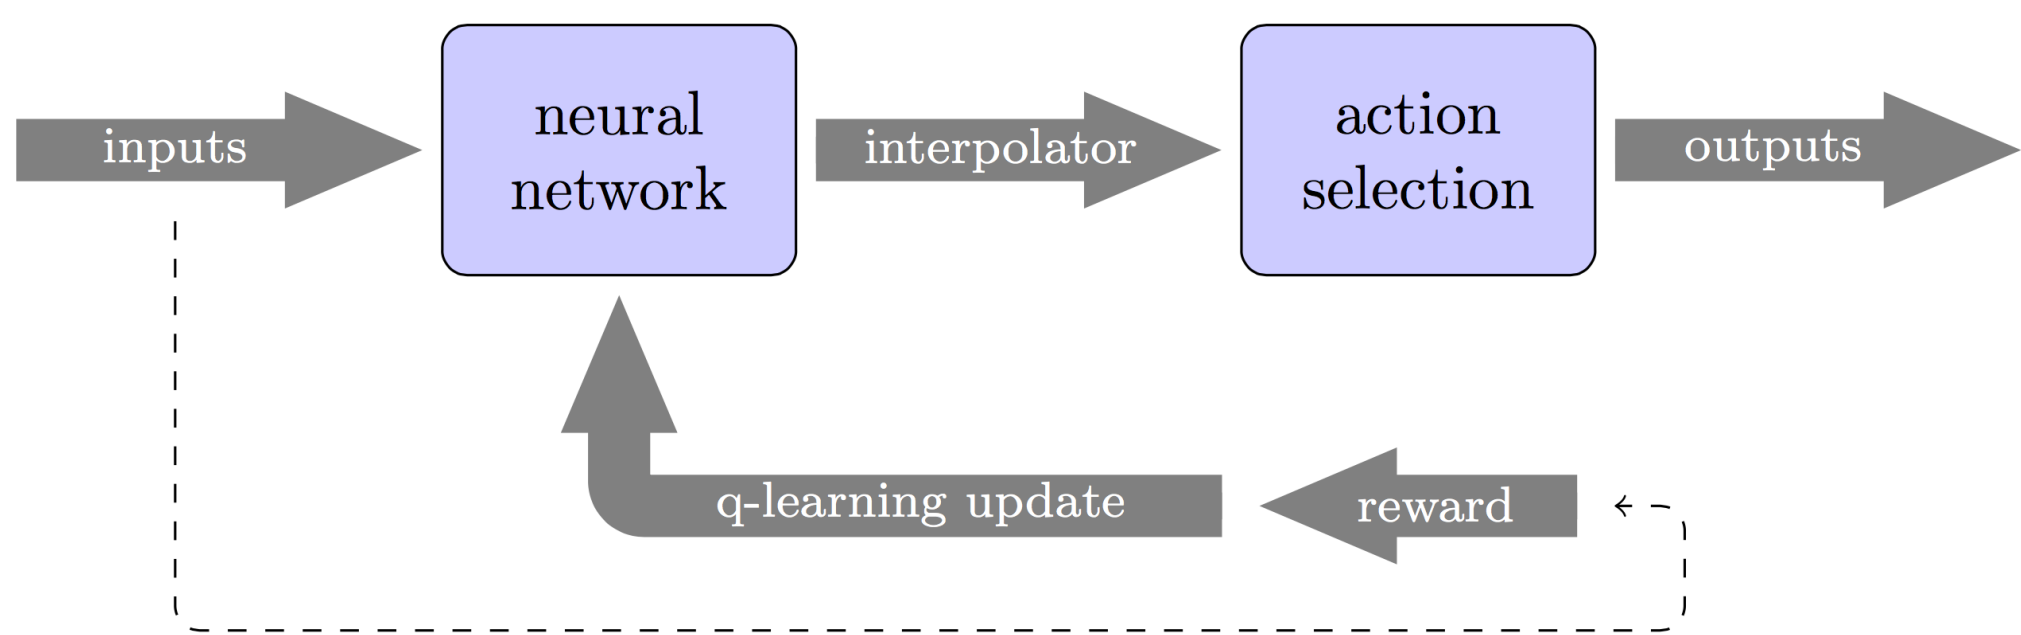 inputs
neural
network
interpolator
action
selection
outputs
q-learning update
reward